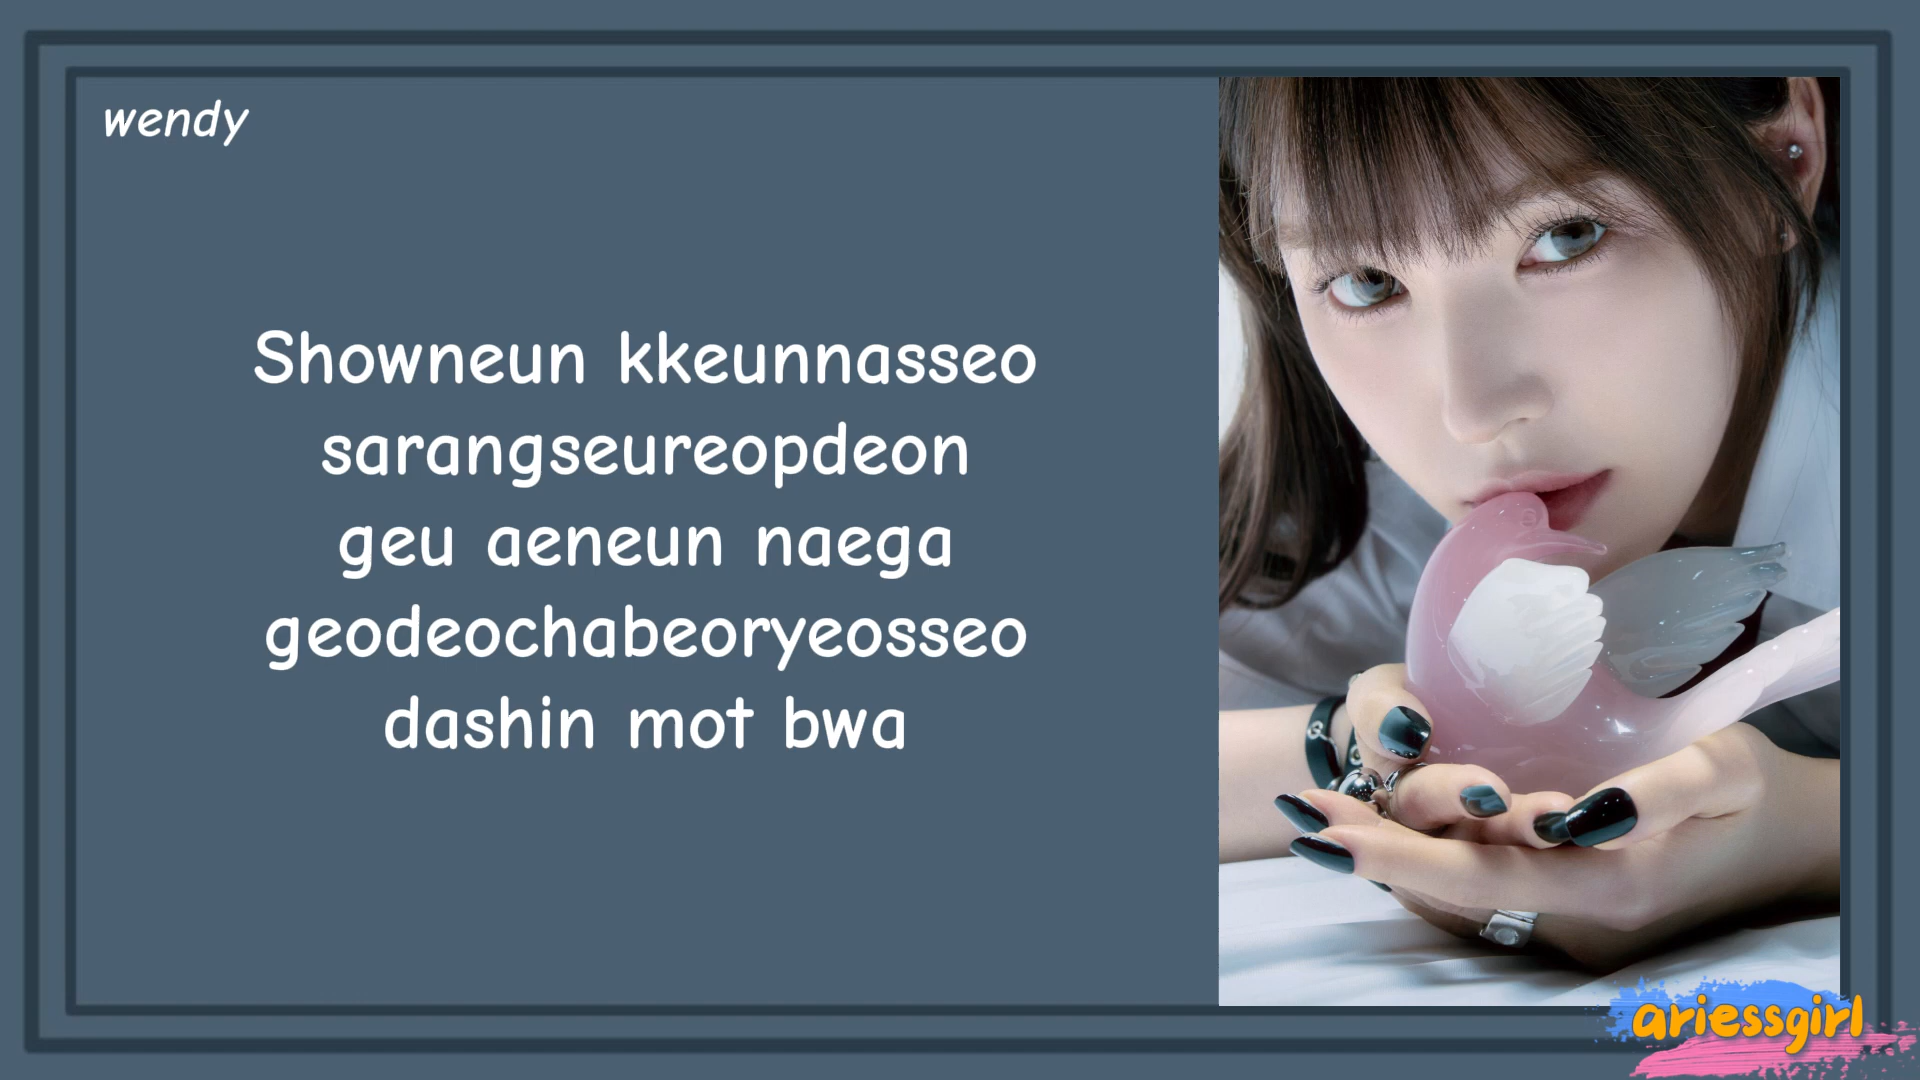 wendy
Showneun kkeunnasseo
sarangseureopdeon
geu aeneun naega
geodeochabeoryeosseo
dashin mot bwa
ariessgirl